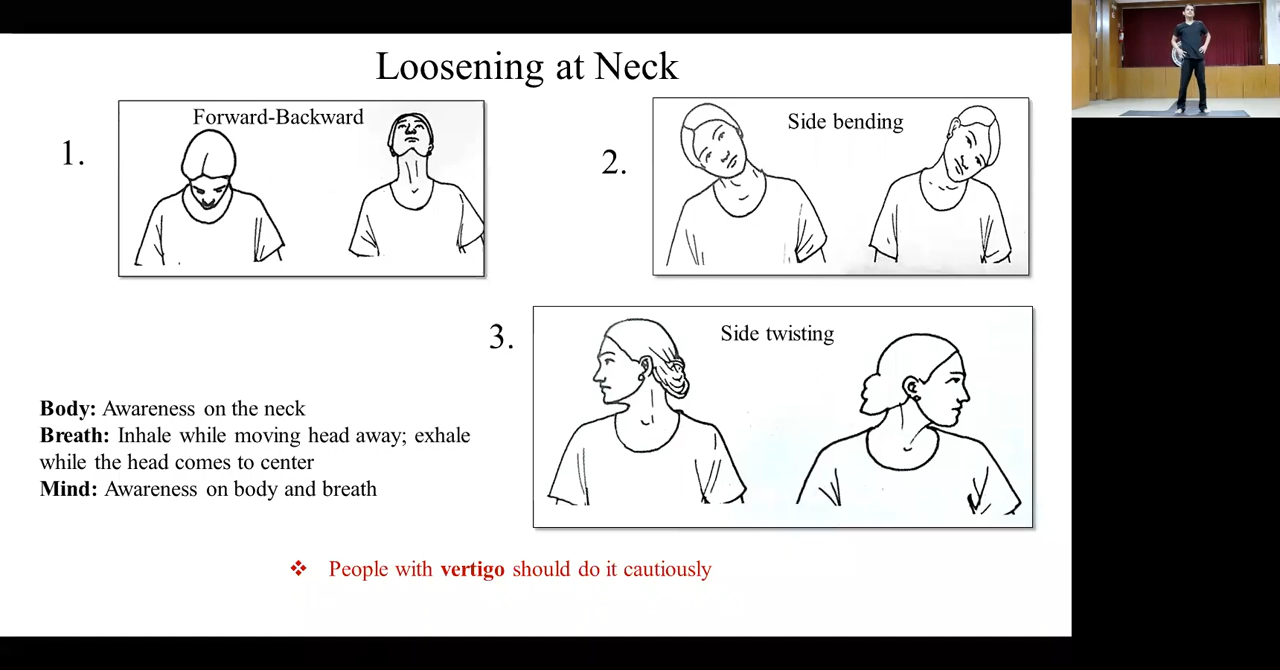 Loosening at Neck
1.
Forward-Backward
2.
Side bending
3.
Side twisting
Body: Awareness on the neck
Breath: Inhale while moving head away; exhale
while the head comes to center
Mind: Awareness on body and breath
❖ People with vertigo should do it cautiously